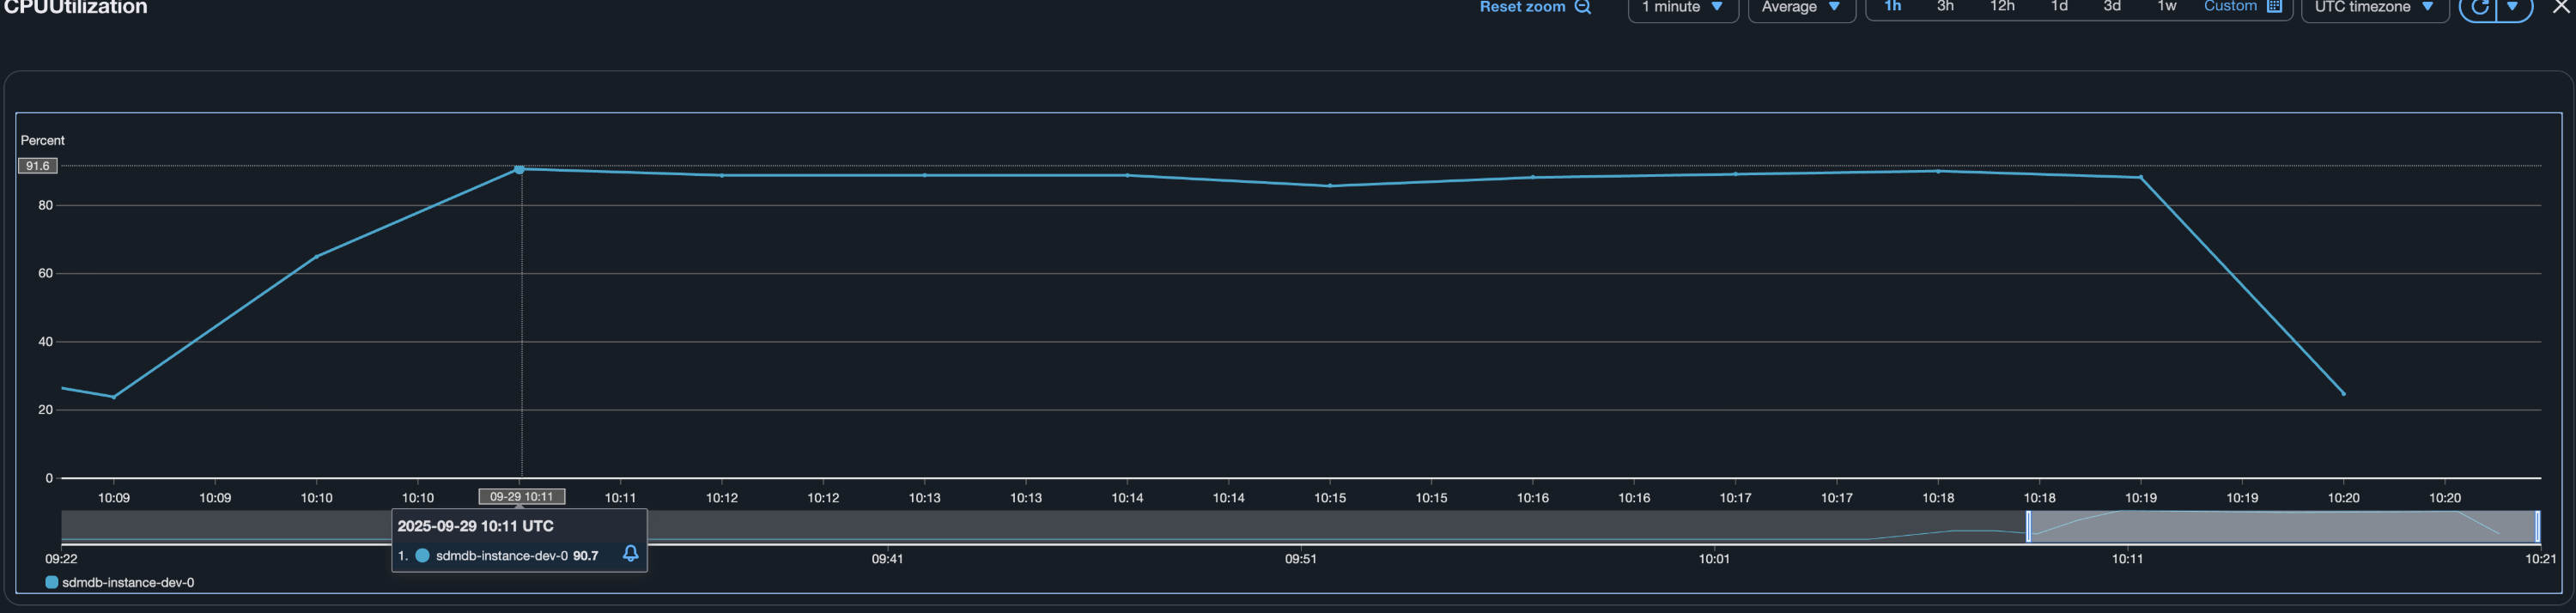 CPUUtilization
Reset zoom 1 minute Average 1h 3h 12h 1d 3d 1w Custom UTC timezone
Percent
91.6
80
60
40
20
0
10:09 10:09 10:10 10:10 09-29 10:11 10:11 10:12 10:12 10:13 10:13 10:14 10:14 10:15 10:15 10:16 10:16 10:17 10:17 10:18 10:18 10:19 10:19 10:20 10:20
2025-09-29 10:11 UTC
1. sdmdb-instance-dev-0 90.7
09:22 09:41 09:51 10:01 10:11 10:21
sdmdb-instance-dev-0